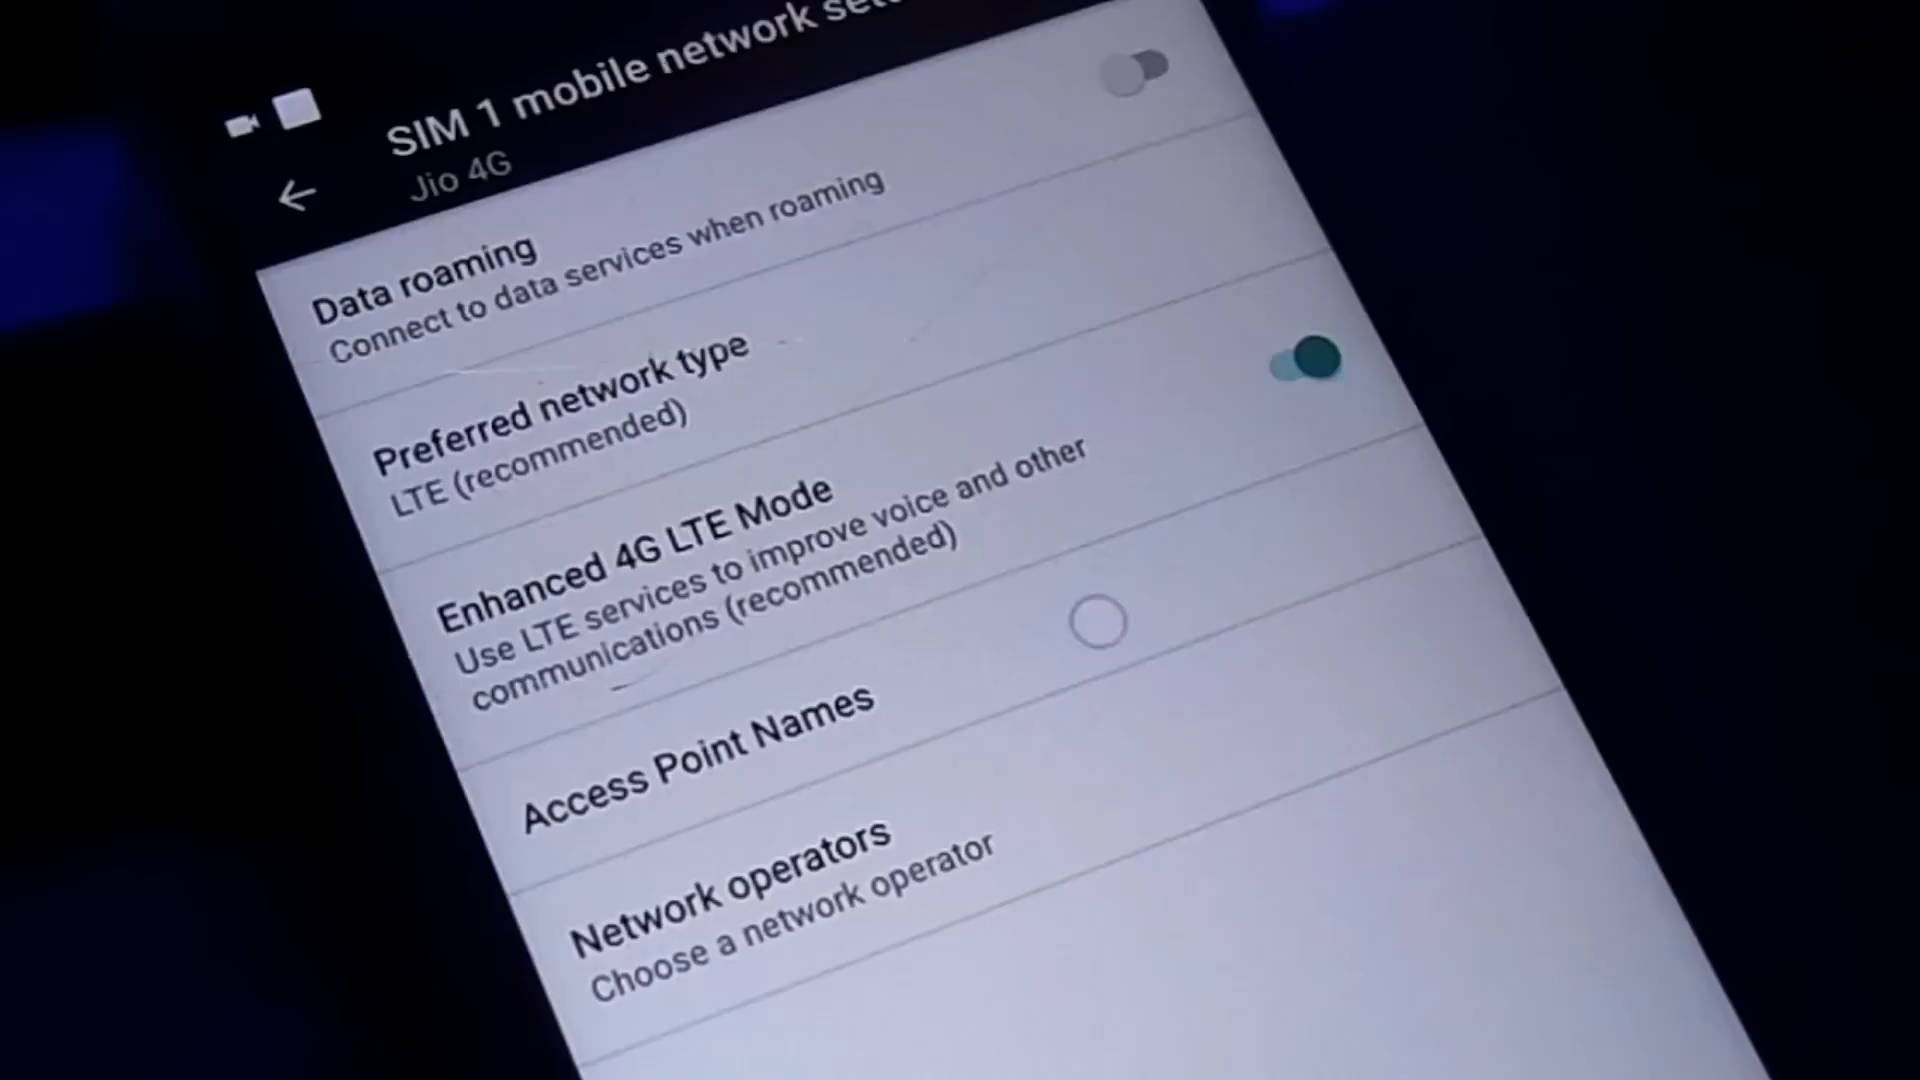 SIM 1 mobile network
Jio 4G
Data roaming
Connect to data services when roaming
Preferred network type
LTE (recommended)
Enhanced 4G LTE Mode
Use LTE services to improve voice and other
communications (recommended)
Access Point Names
Network operators
Choose a network operator